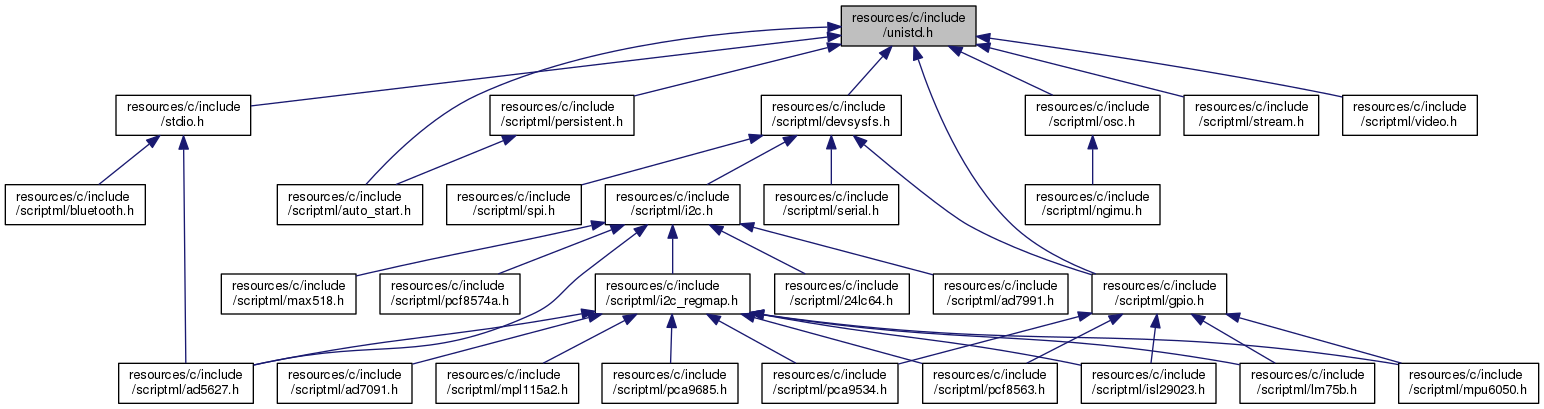 resources/c/include
/unistd.h
resources/c/include
/stdio.h
resources/c/include
/scriptml/persistent.h
resources/c/include
/scriptml/devsysfs.h
resources/c/include
/scriptml/osc.h
resources/c/include
/scriptml/stream.h
resources/c/include
/scriptml/video.h
resources/c/include
/scriptml/bluetooth.h
resources/c/include
/scriptml/auto_start.h
resources/c/include
/scriptml/spi.h
resources/c/include
/scriptml/i2c.h
resources/c/include
/scriptml/serial.h
resources/c/include
/scriptml/ngimu.h
resources/c/include
/scriptml/max518.h
resources/c/include
/scriptml/pcf8574a.h
resources/c/include
/scriptml/i2c_regmap.h
resources/c/include
/scriptml/24lc64.h
resources/c/include
/scriptml/ad7991.h
resources/c/include
/scriptml/gpio.h
resources/c/include
/scriptml/ad5627.h
resources/c/include
/scriptml/ad7091.h
resources/c/include
/scriptml/mpl115a2.h
resources/c/include
/scriptml/pca9685.h
resources/c/include
/scriptml/pca9534.h
resources/c/include
/scriptml/pcf8563.h
resources/c/include
/scriptml/isl29023.h
resources/c/include
/scriptml/lm75b.h
resources/c/include
/scriptml/mpu6050.h